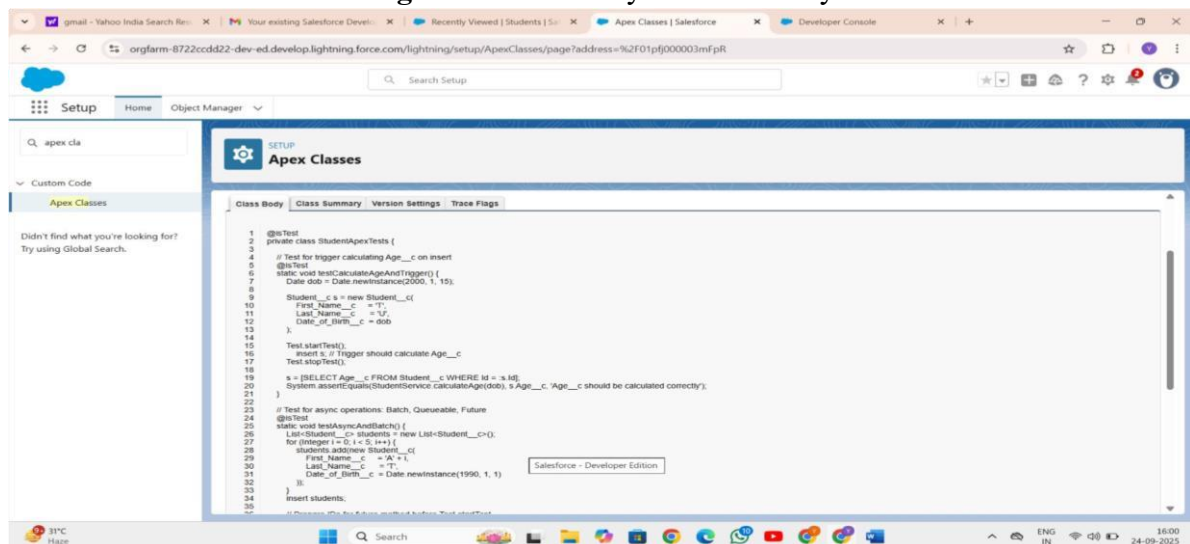 gmail - Yahoo India Search Res
Your existing Salesforce Develo
Recently Viewed | Students | Sal
Apex Classes | Salesforce
Developer Console
orgfarm-8722ccdd22-dev-ed.develop.lightning.force.com/lightning/setup/ApexClasses/page?address=%2F01pfj000003mFpR
Search Setup
2
Setup
Home
Object Manager
apex cla
SETUP
Apex Classes
Custom Code
Apex Classes
Didn't find what you're looking for?
Try using Global Search.
Class Body Class Summary Version Settings Trace Flags
1 @isTest
2 private class StudentApexTests {
3
4 // Test for trigger calculating Age__c on insert
5 @isTest
6 static void testCalculateAgeAndTrigger() {
7 Date dob = Date.newInstance(2000, 1, 15);
8
9 Student__c s = new Student__c(
10 First_Name__c = 'T',
11 Last_Name__c = 'U',
12 Date_of_Birth__c = dob
13 );
14
15 Test.startTest();
16 insert s; // Trigger should calculate Age__c
17 Test.stopTest();
18
19 s = [SELECT Age__c FROM Student__c WHERE Id = :s.Id];
20 System.assertEquals(StudentService.calculateAge(dob), s.Age__c, 'Age__c should be calculated correctly');
21 }
22
23 // Test for async operations: Batch, Queueable, Future
24 @isTest
25 static void testAsyncAndBatch() {
26 List<Student__c> students = new List<Student__c>();
27 for (Integer i = 0; i < 5; i++) {
28 students.add(new Student__c(
29 First_Name__c = 'A' + i,
30 Last_Name__c = 'T',
31 Date_of_Birth__c = Date.newInstance(1990, 1, 1)
32 ));
33 }
34 insert students;
35
Salesforce - Developer Edition
31°C
Haze
Search
ENG
IN
16:00
24-09-2025